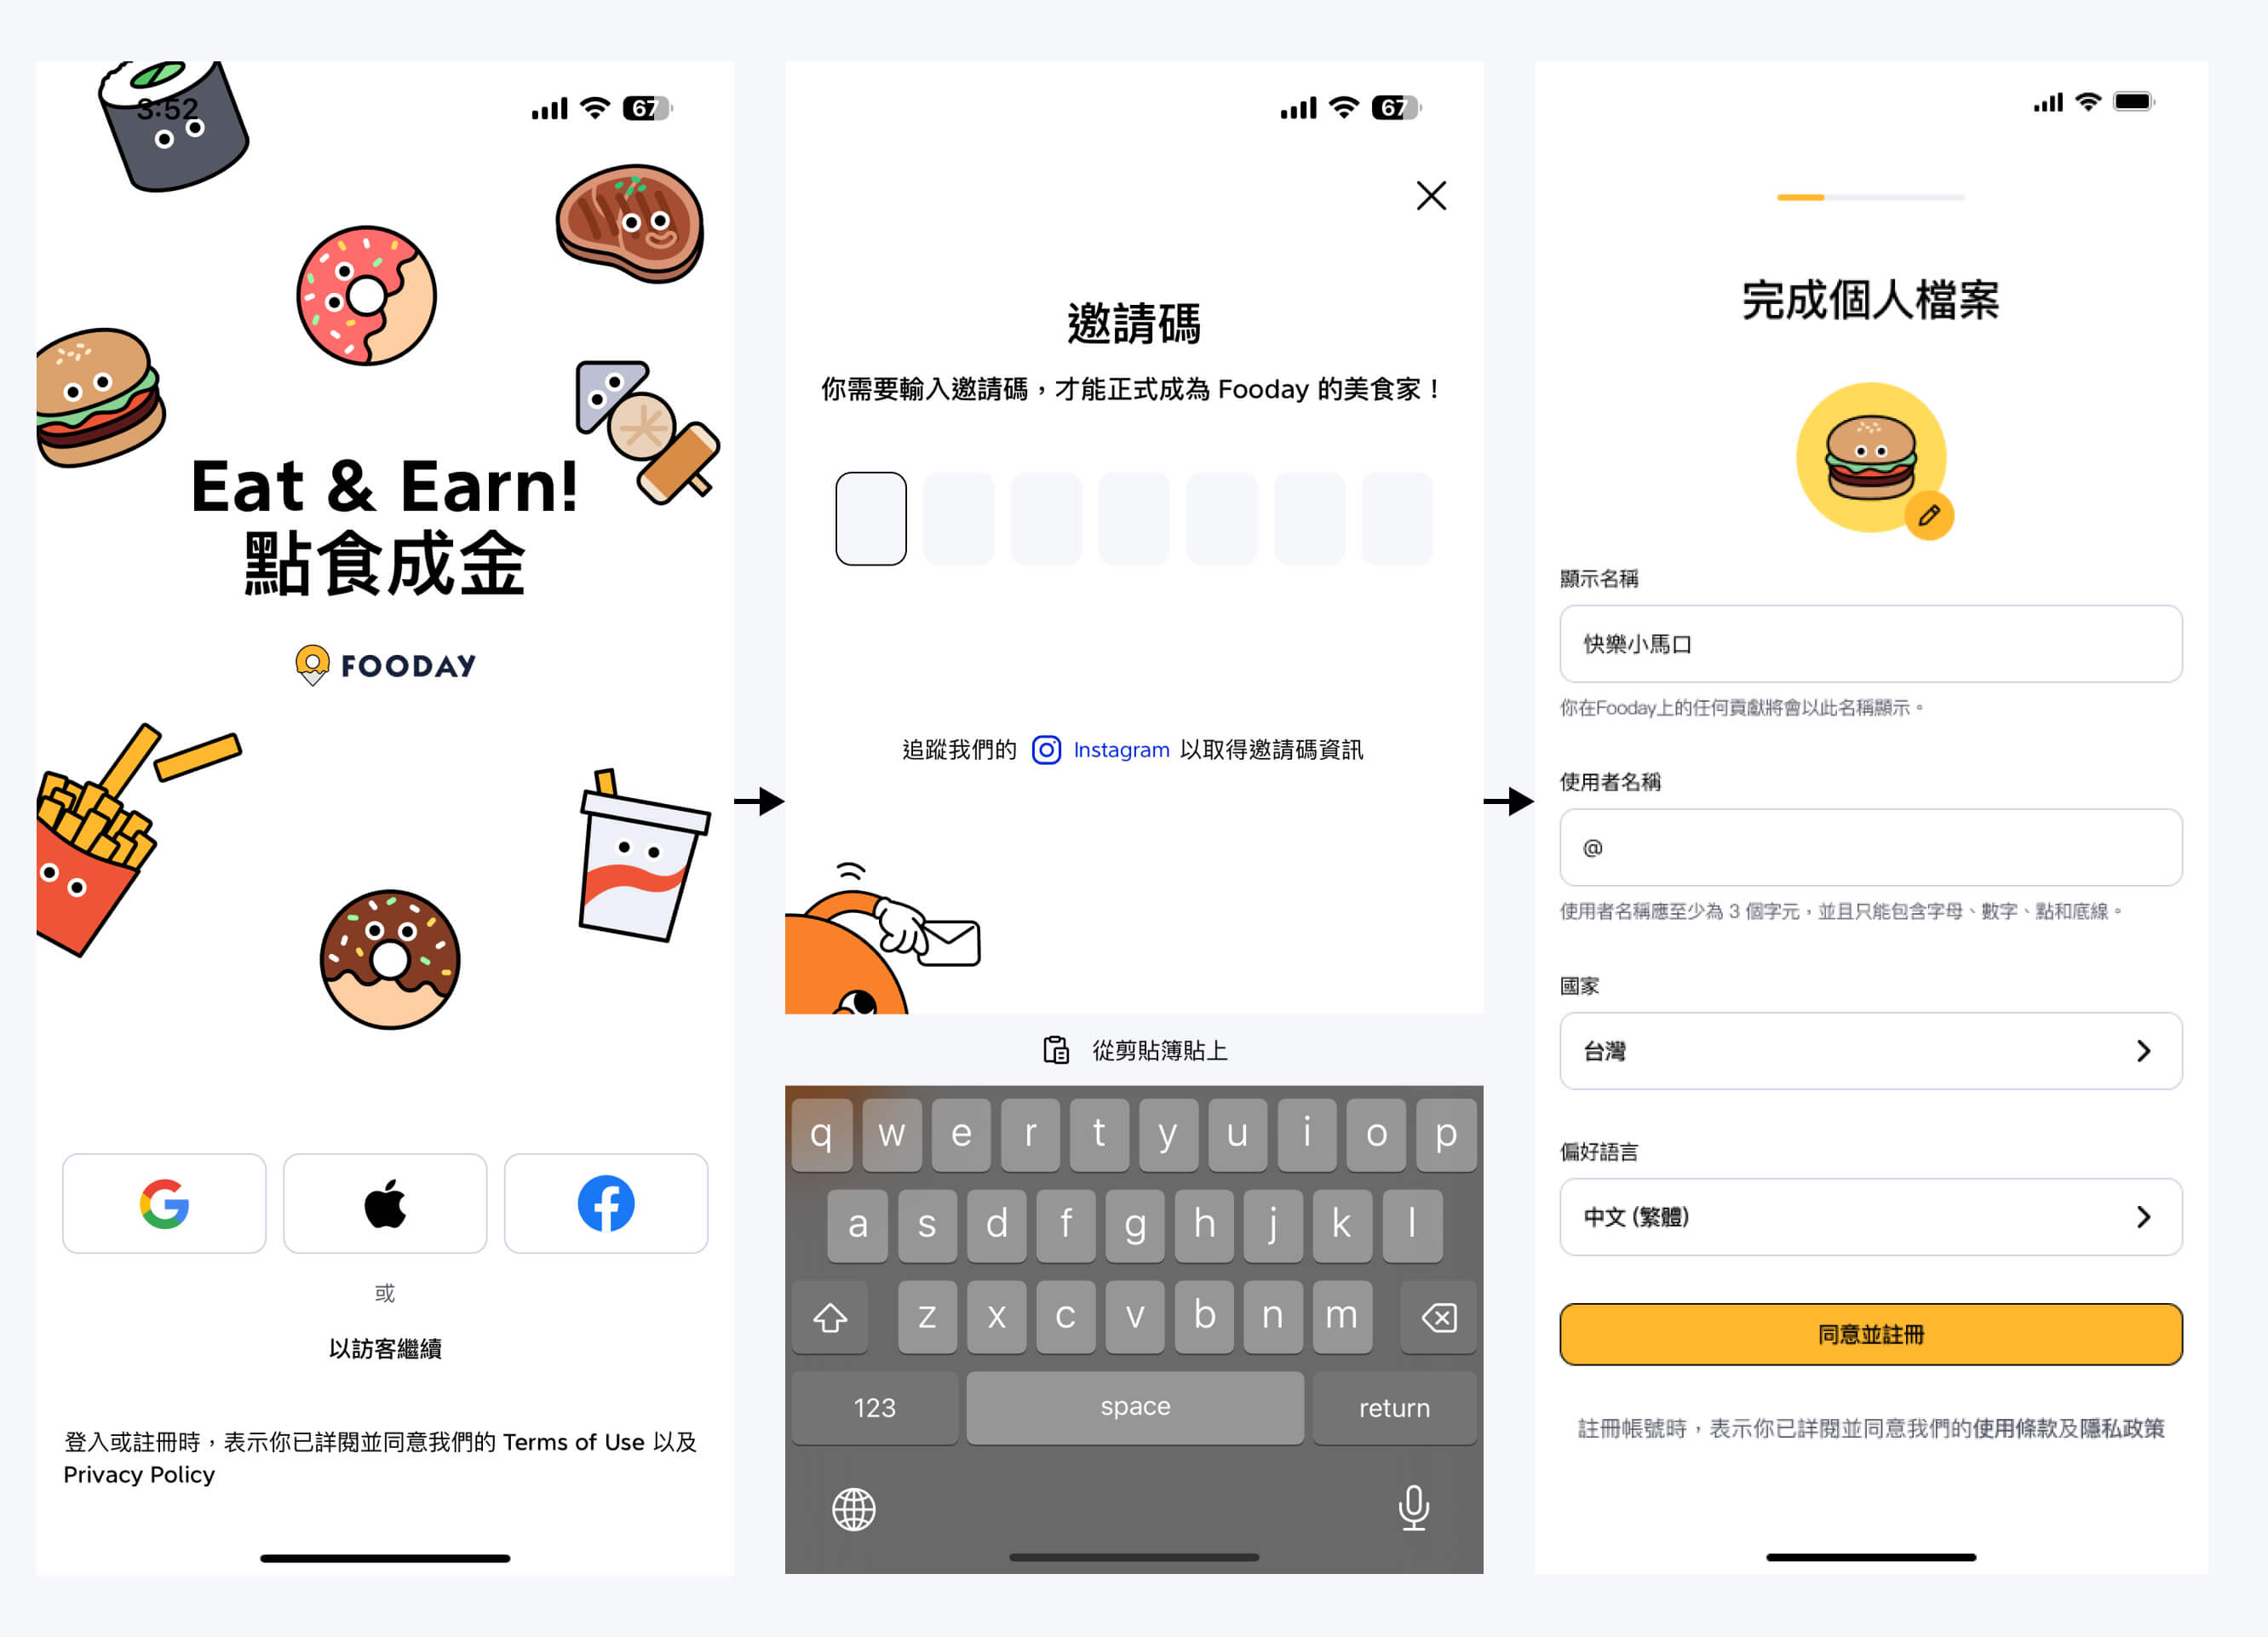 3:52
67
Eat & Earn!
點食成金
FOODAY
或
以訪客繼續
登入或註冊時，表示你已詳閱並同意我們的 Terms of Use 以及
Privacy Policy
67
邀請碼
你需要輸入邀請碼，才能正式成為 Fooday 的美食家！
追蹤我們的 Instagram 以取得邀請碼資訊
從剪貼簿貼上
q w e r t y u i o p
a s d f g h j k l
z x c v b n m
123 space return
完成個人檔案
顯示名稱
快樂小馬口
你在Fooday上的任何貢獻將會以此名稱顯示。
使用者名稱
@
使用者名稱應至少為 3 個字元，並且只能包含字母、數字、點和底線。
國家
台灣
偏好語言
中文 (繁體)
同意並註冊
註冊帳號時，表示你已詳閱並同意我們的使用條款及隱私政策